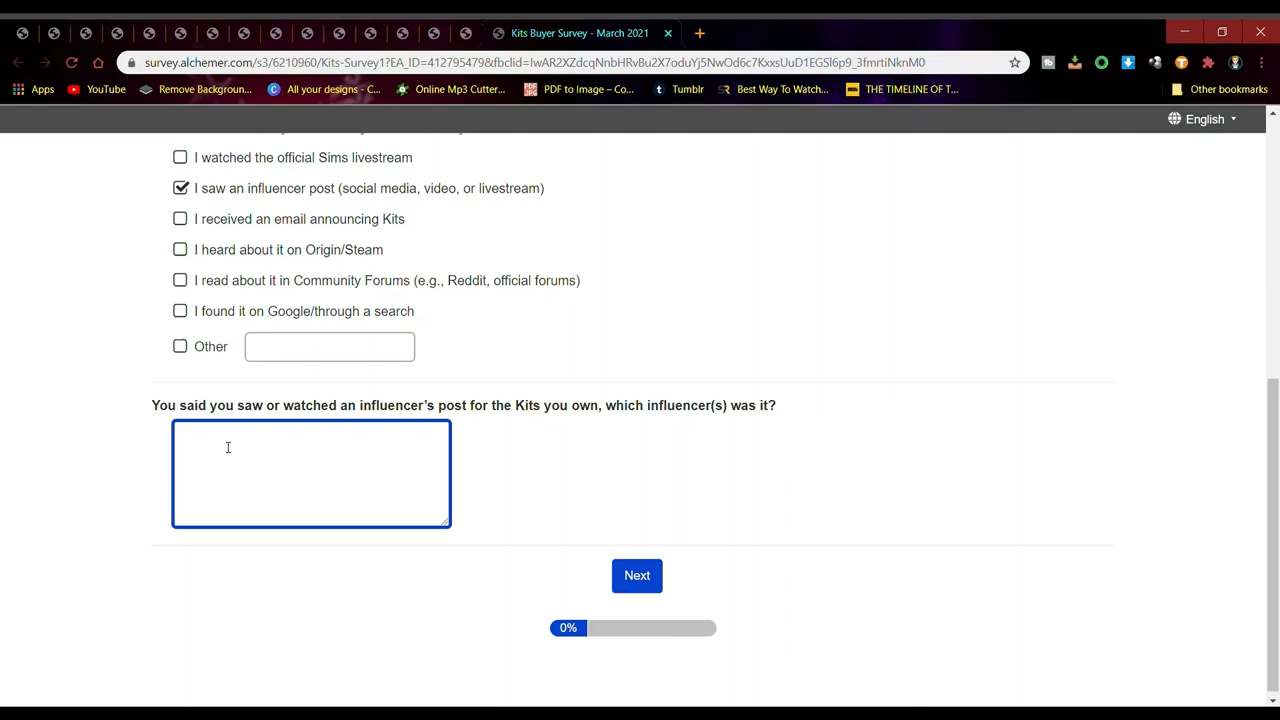 Kits Buyer Survey - March 2021
survey.alchemer.com/s3/6210960/Kits-Survey1?EA_ID=412795479&fbclid=IwAR2XZdcqNnbHRvBu2X7oduYj5NwOd6c7KxxsUuD1EGSl6p9_3fmrtiNknM0
Apps YouTube Remove Backgroun... All your designs - C... Online Mp3 Cutter... PDF to Image – Co... Tumblr Best Way To Watch... THE TIMELINE OF T... Other bookmarks
English
I watched the official Sims livestream
I saw an influencer post (social media, video, or livestream)
I received an email announcing Kits
I heard about it on Origin/Steam
I read about it in Community Forums (e.g., Reddit, official forums)
I found it on Google/through a search
Other
You said you saw or watched an influencer's post for the Kits you own, which influencer(s) was it?
Next
0%